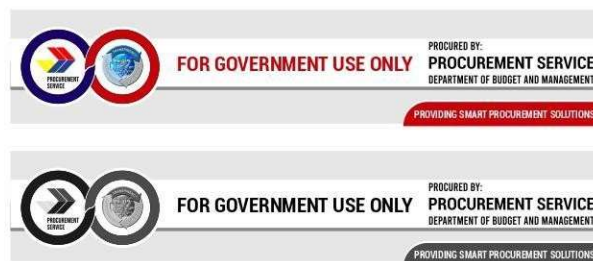 PROCUREMENT
SERVICE
FOR GOVERNMENT USE ONLY
PROCURED BY:
PROCUREMENT SERVICE
DEPARTMENT OF BUDGET AND MANAGEMENT
PROVIDING SMART PROCUREMENT SOLUTIONS
PROCUREMENT
SERVICE
FOR GOVERNMENT USE ONLY
PROCURED BY:
PROCUREMENT SERVICE
DEPARTMENT OF BUDGET AND MANAGEMENT
PROVIDING SMART PROCUREMENT SOLUTIONS